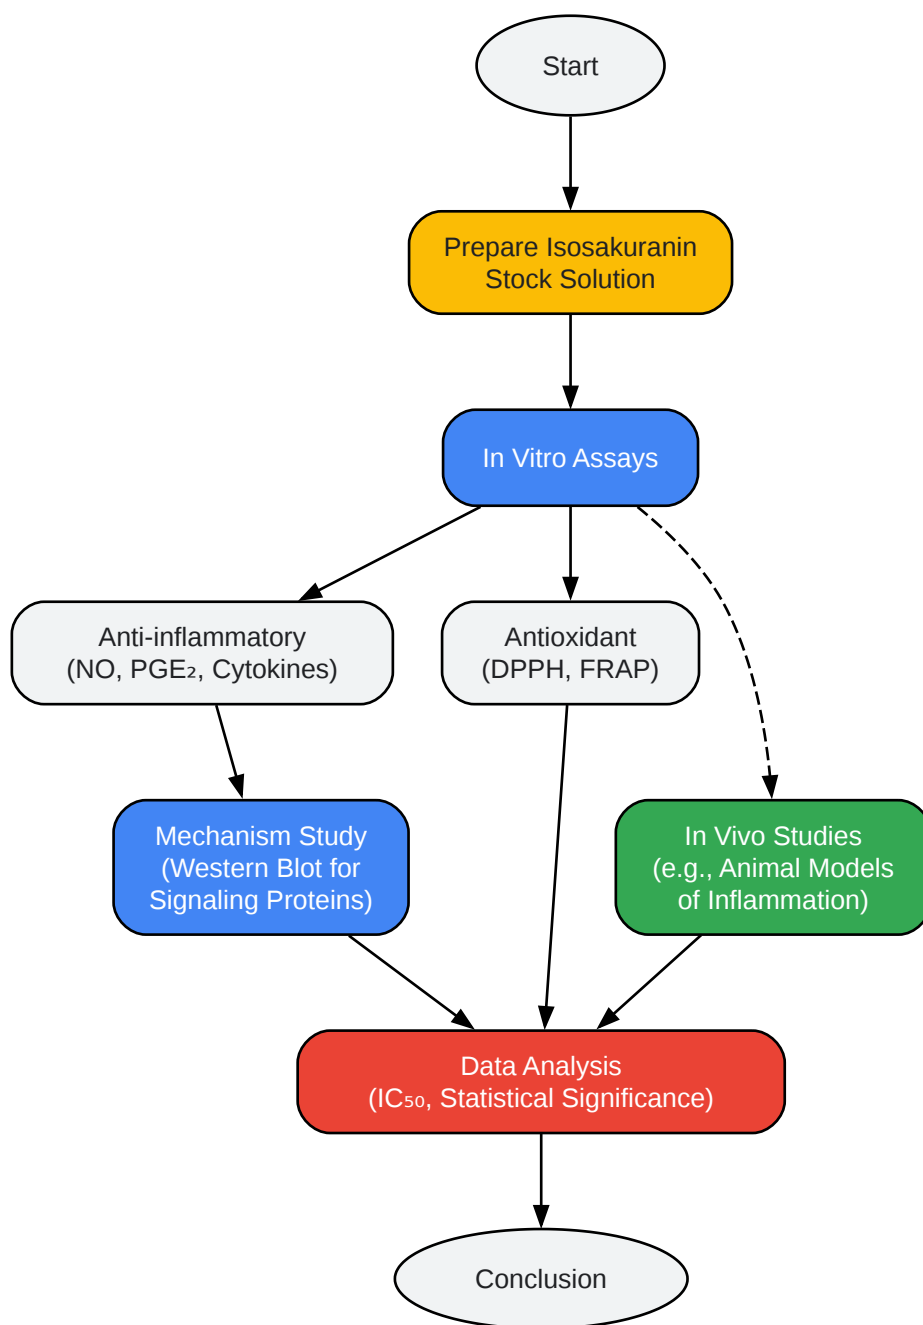 Start
Prepare Isosakuranin
Stock Solution
In Vitro Assays
Anti-inflammatory
(NO, PGE₂, Cytokines)
Antioxidant
(DPPH, FRAP)
Mechanism Study
(Western Blot for
Signaling Proteins)
In Vivo Studies
(e.g., Animal Models
of Inflammation)
Data Analysis
(IC₅₀, Statistical Significance)
Conclusion